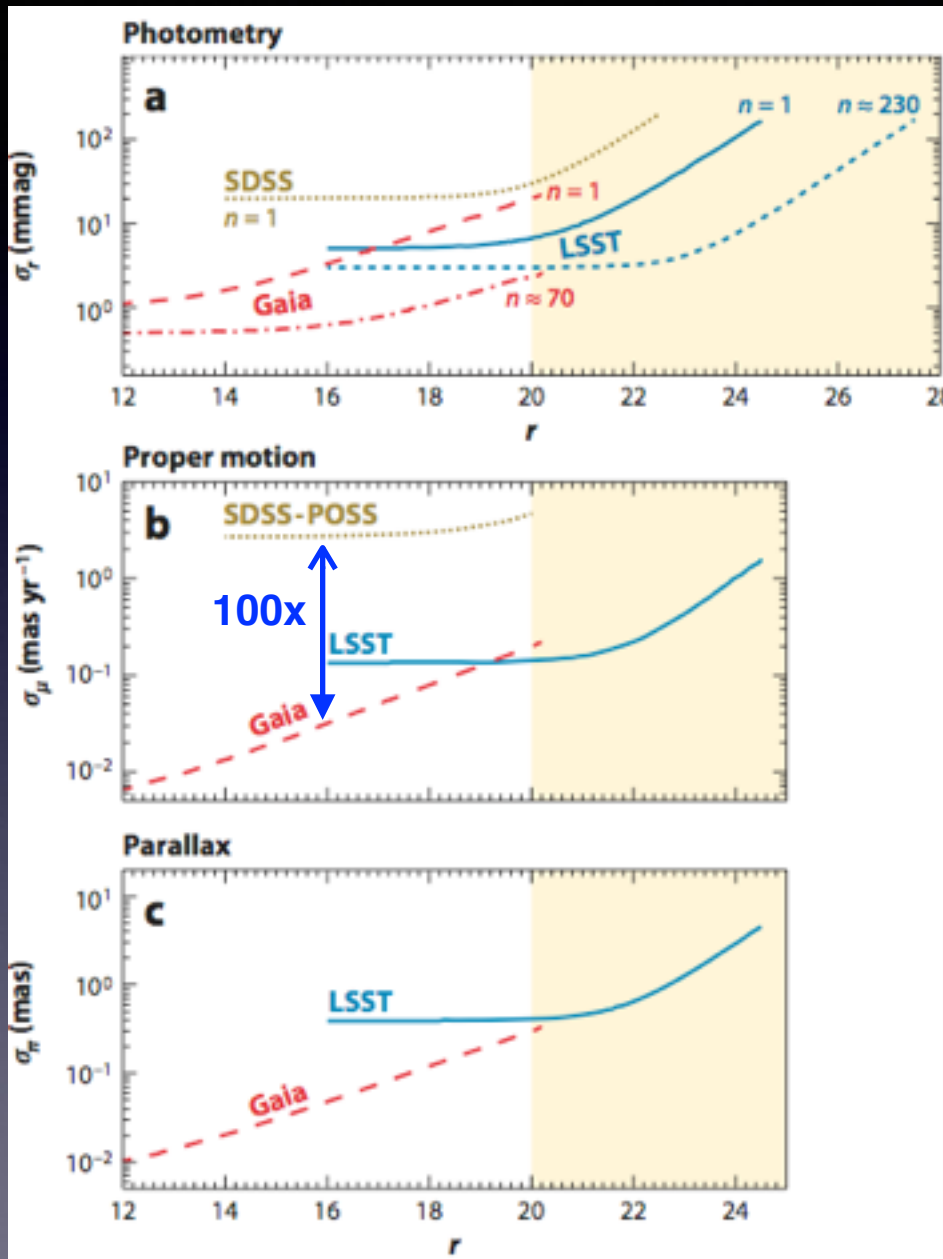 Photometry
a
σr (mmag)
10²
10¹
10⁰
SDSS
n = 1
n = 1
n = 1
n ≈ 230
LSST
Gaia
n ≈ 70
12 14 16 18 20 22 24 26 28
r
Proper motion
b
σμ (mas yr⁻¹)
10¹
10⁰
10⁻¹
10⁻²
SDSS-POSS
100x
LSST
Gaia
Parallax
c
σπ (mas)
10¹
10⁰
10⁻¹
10⁻²
LSST
Gaia
12 14 16 18 20 22 24
r